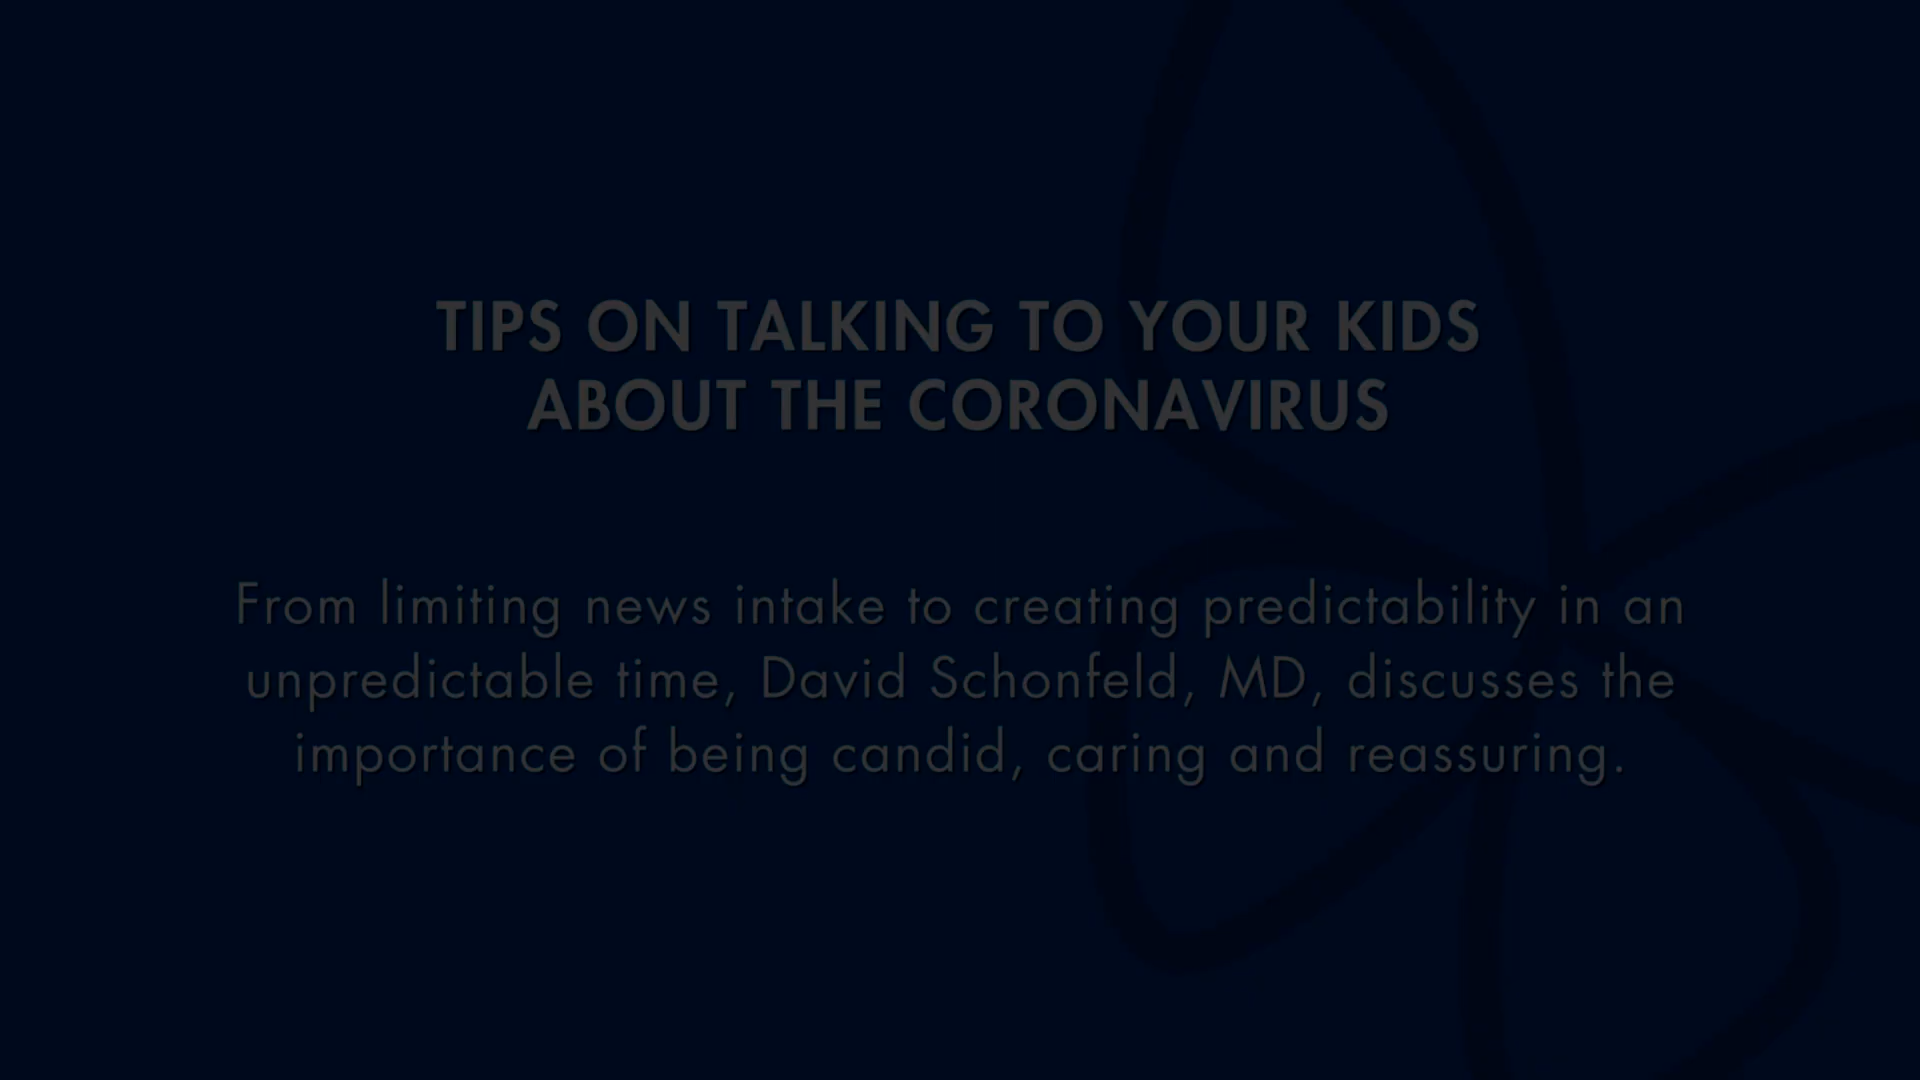 TIPS ON TALKING TO YOUR KIDS
ABOUT THE CORONAVIRUS
From limiting news intake to creating predictability in an
unpredictable time, David Schonfeld, MD, discusses the
importance of being candid, caring and reassuring.